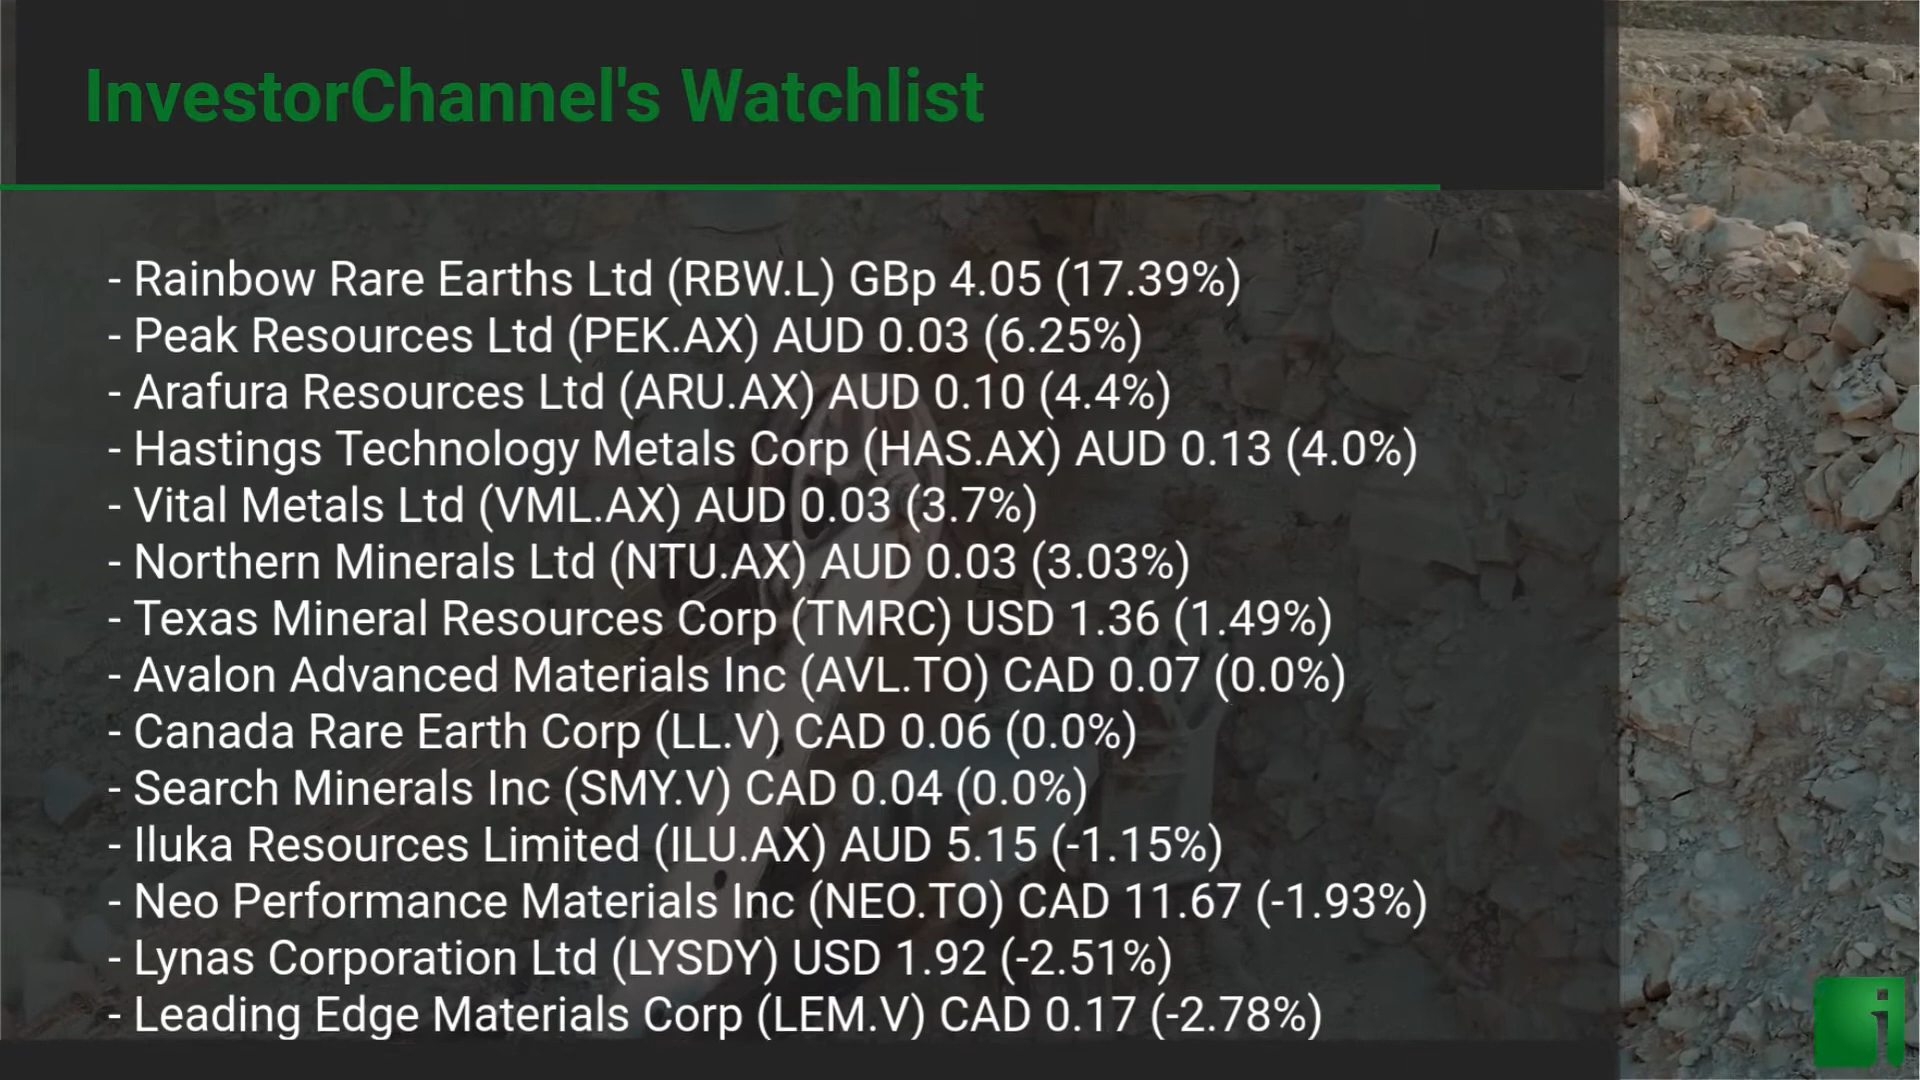 InvestorChannel's Watchlist
- Rainbow Rare Earths Ltd (RBW.L) GBp 4.05 (17.39%)
- Peak Resources Ltd (PEK.AX) AUD 0.03 (6.25%)
- Arafura Resources Ltd (ARU.AX) AUD 0.10 (4.4%)
- Hastings Technology Metals Corp (HAS.AX) AUD 0.13 (4.0%)
- Vital Metals Ltd (VML.AX) AUD 0.03 (3.7%)
- Northern Minerals Ltd (NTU.AX) AUD 0.03 (3.03%)
- Texas Mineral Resources Corp (TMRC) USD 1.36 (1.49%)
- Avalon Advanced Materials Inc (AVL.TO) CAD 0.07 (0.0%)
- Canada Rare Earth Corp (LL.V) CAD 0.06 (0.0%)
- Search Minerals Inc (SMY.V) CAD 0.04 (0.0%)
- Iluka Resources Limited (ILU.AX) AUD 5.15 (-1.15%)
- Neo Performance Materials Inc (NEO.TO) CAD 11.67 (-1.93%)
- Lynas Corporation Ltd (LYSDY) USD 1.92 (-2.51%)
- Leading Edge Materials Corp (LEM.V) CAD 0.17 (-2.78%)
i